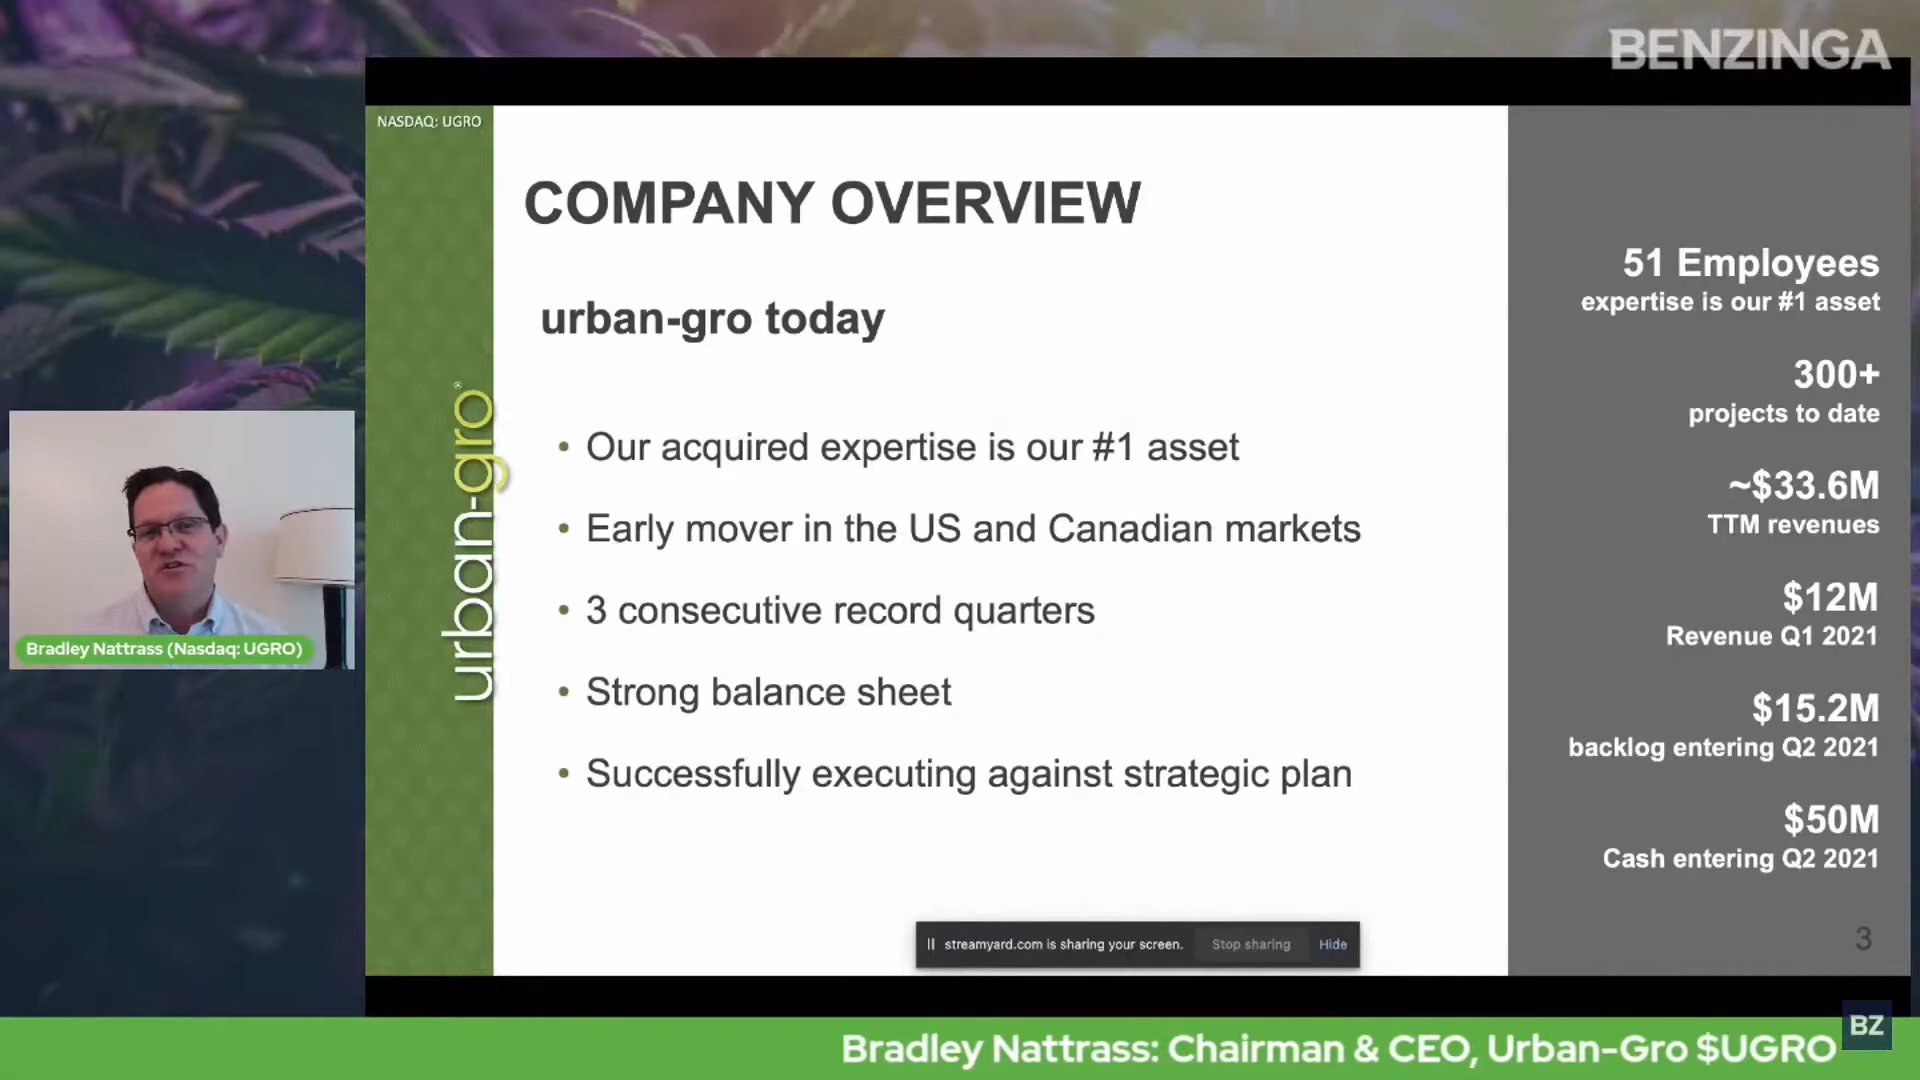 BENZINGA
NASDAQ: UGRO
urban-gro®
COMPANY OVERVIEW
urban-gro today
• Our acquired expertise is our #1 asset
• Early mover in the US and Canadian markets
• 3 consecutive record quarters
• Strong balance sheet
• Successfully executing against strategic plan
51 Employees
expertise is our #1 asset
300+
projects to date
~$33.6M
TTM revenues
$12M
Revenue Q1 2021
$15.2M
backlog entering Q2 2021
$50M
Cash entering Q2 2021
3
Bradley Nattrass (Nasdaq: UGRO)
streamyard.com is sharing your screen. Stop sharing Hide
BZ
Bradley Nattrass: Chairman & CEO, Urban-Gro $UGRO